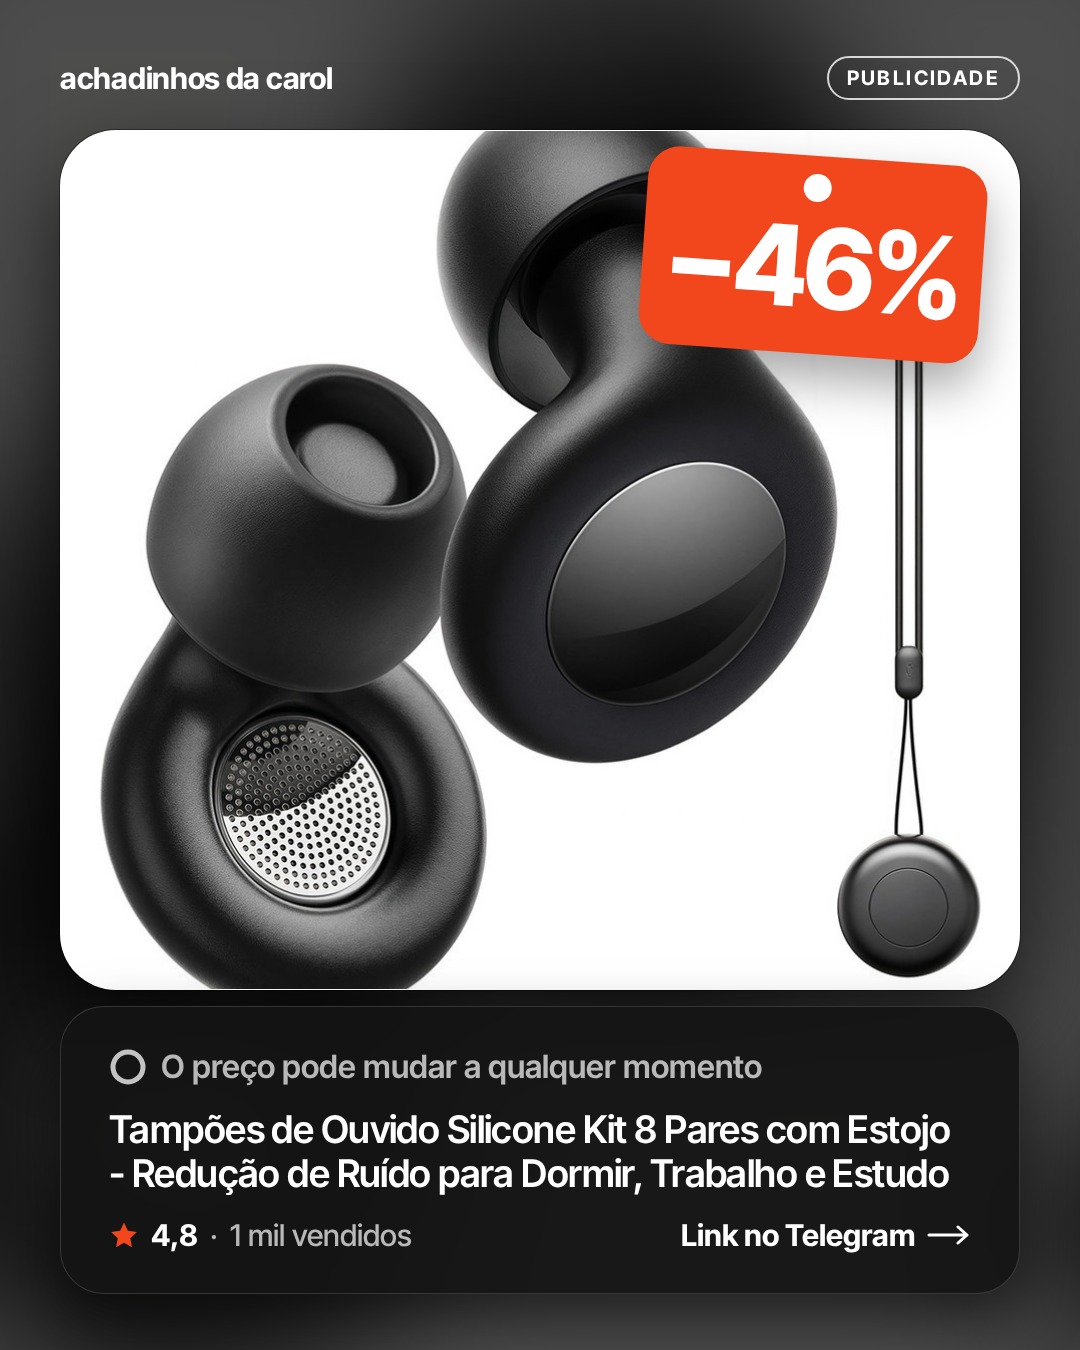 achadinhos da carol
PUBLICIDADE
-46%
O preço pode mudar a qualquer momento
Tampões de Ouvido Silicone Kit 8 Pares com Estojo
- Redução de Ruído para Dormir, Trabalho e Estudo
4,8 · 1 mil vendidos
Link no Telegram →